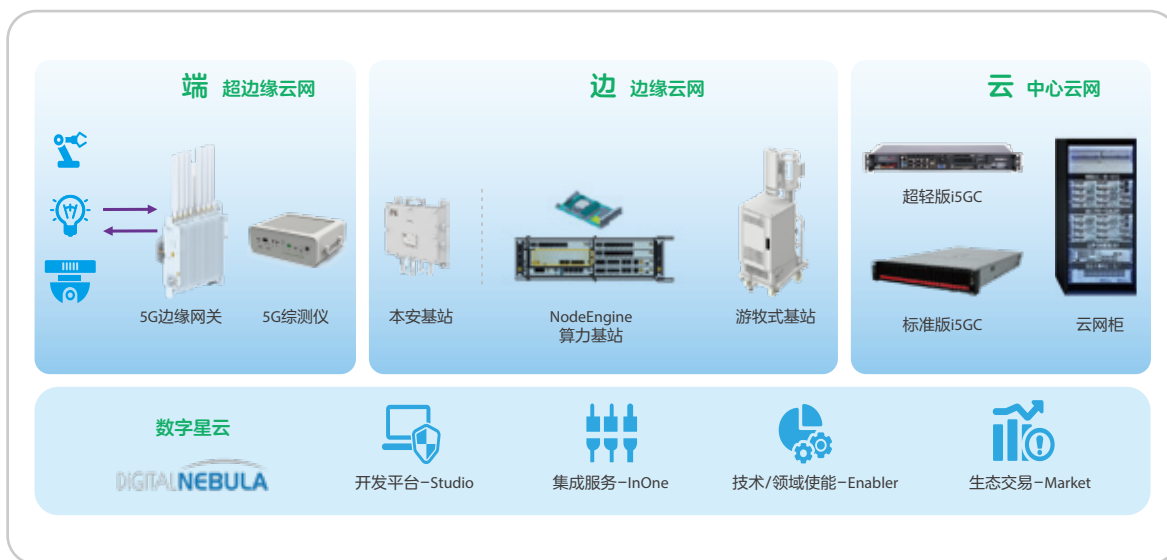 端 超边缘云网
边 边缘云网
云 中心云网
5G边缘网关
5G综测仪
本安基站
NodeEngine
算力基站
游牧式基站
超轻版i5GC
标准版i5GC
云网柜
数字星云
DIGITALNEBULA
开发平台-Studio
集成服务-InOne
技术/领域使能-Enabler
生态交易-Market